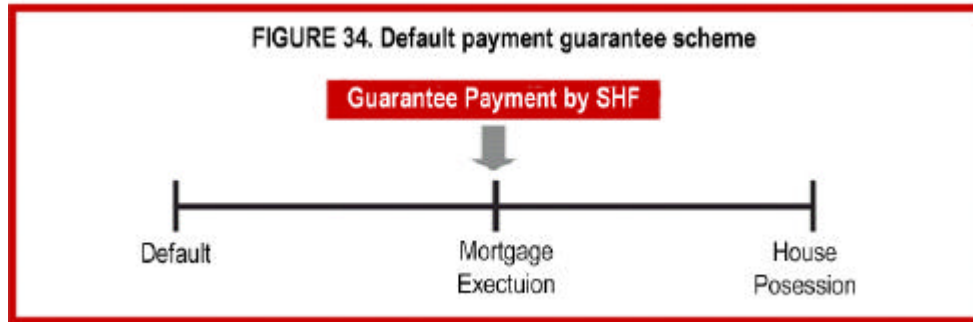 FIGURE 34. Default payment guarantee scheme
Guarantee Payment by SHF
Default
Mortgage
Exectuion
House
Posession